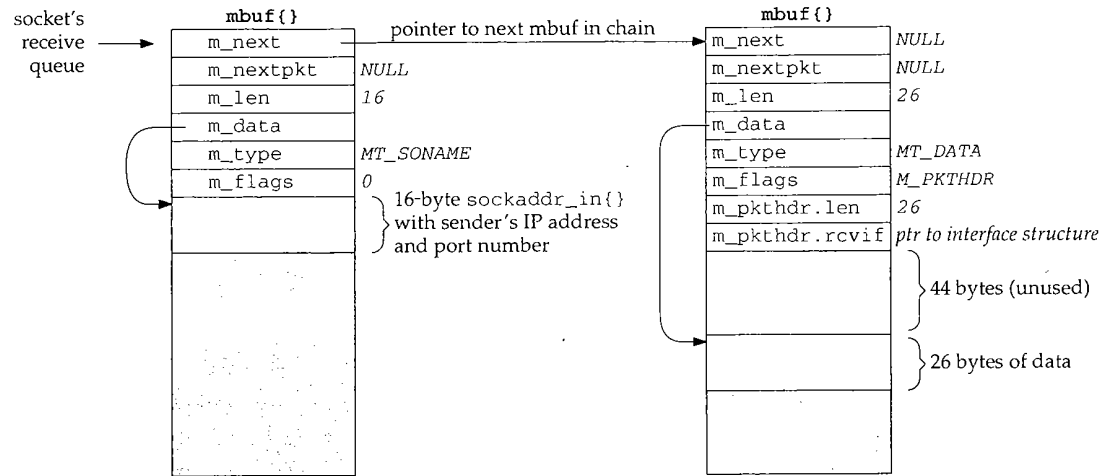 socket's
receive
queue
mbuf{}
m_next
m_nextpkt NULL
m_len 16
m_data
m_type MT_SONAME
m_flags 0
16-byte sockaddr_in{}
with sender's IP address
and port number
pointer to next mbuf in chain
mbuf{}
m_next NULL
m_nextpkt NULL
m_len 26
m_data
m_type MT_DATA
m_flags M_PKTHDR
m_pkthdr.len 26
m_pkthdr.rcvif ptr to interface structure
44 bytes (unused)
26 bytes of data